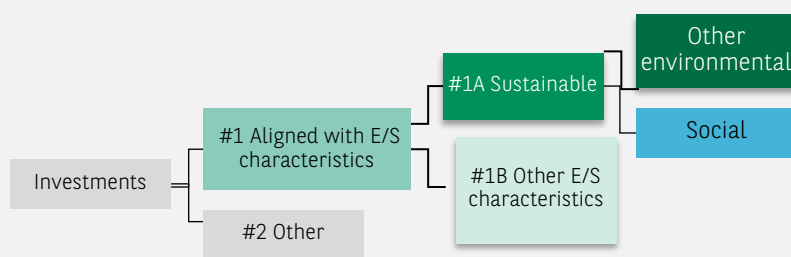 Investments
#1 Aligned with E/S
characteristics
#2 Other
#1A Sustainable
#1B Other E/S
characteristics
Other
environmental
Social